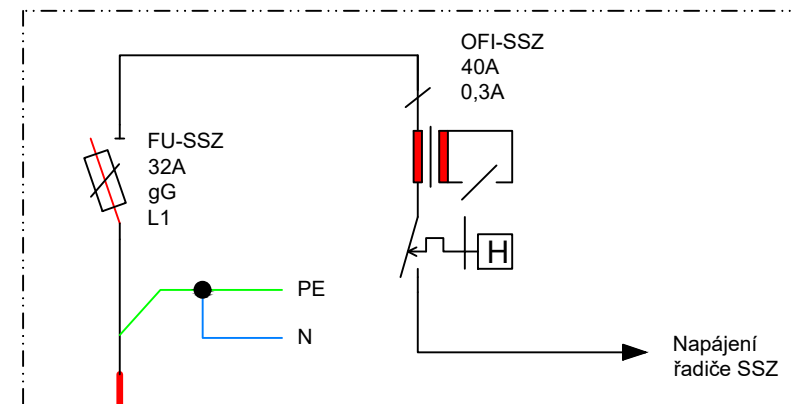 OFI-SSZ
40A
0,3A
FU-SSZ
32A
gG
L1
H
PE
N
Napájení
řadiče SSZ